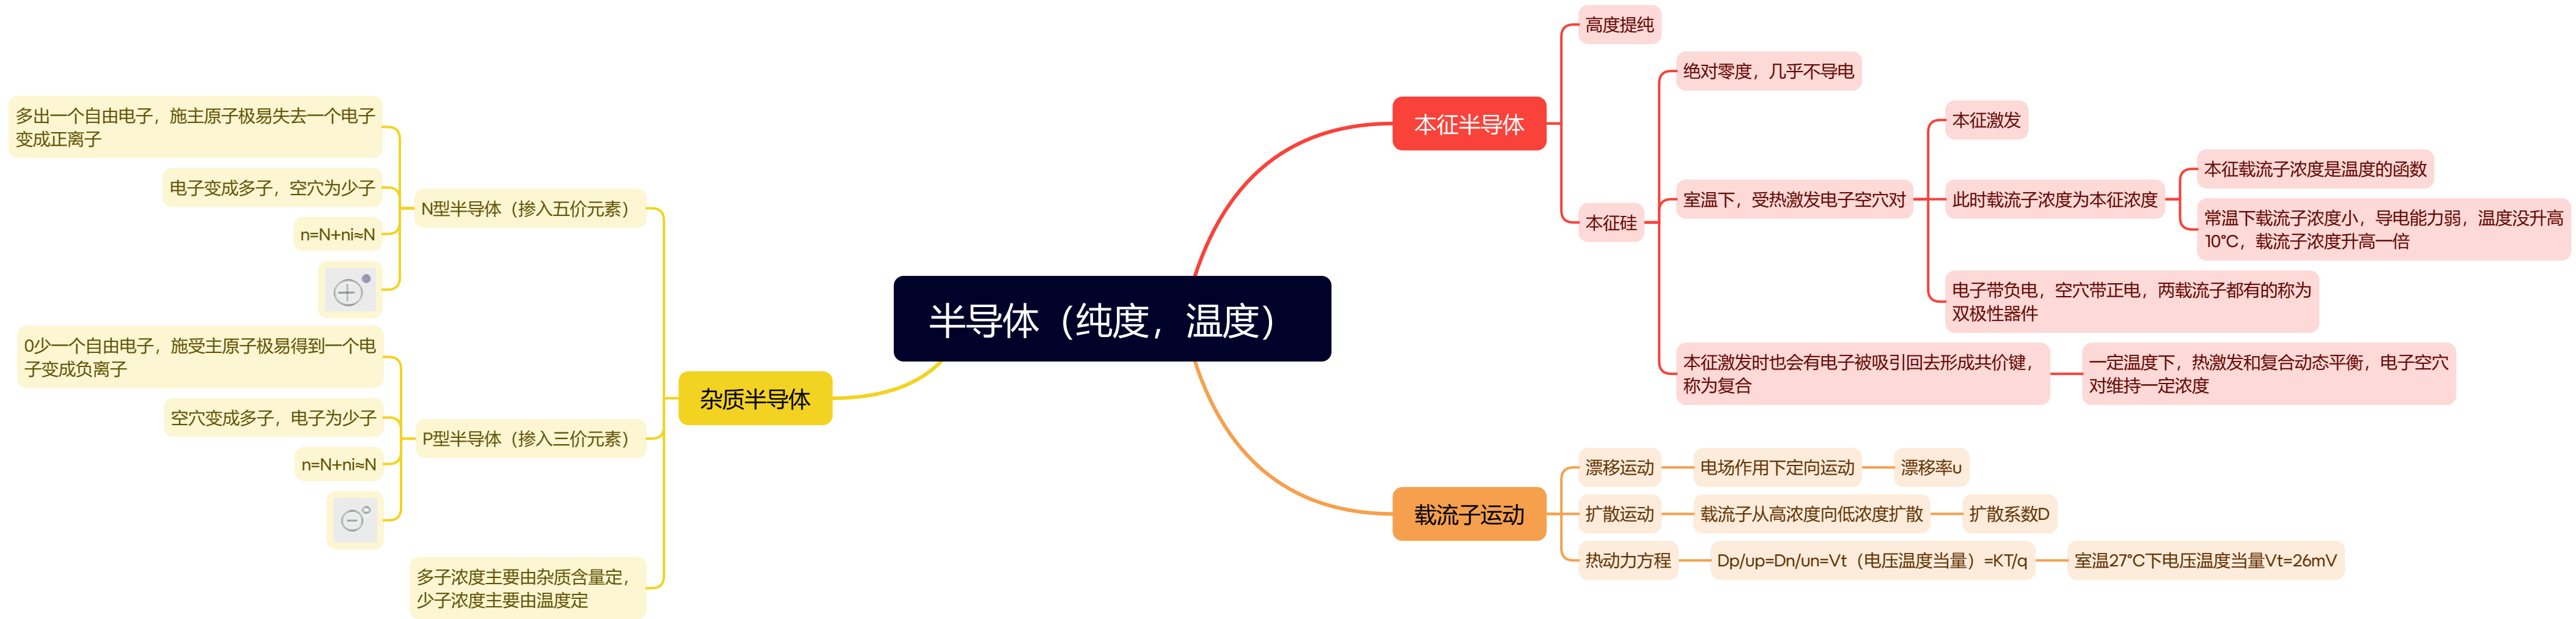 半导体（纯度，温度）
本征半导体
高度提纯
本征硅
绝对零度，几乎不导电
室温下，受热激发电子空穴对
本征激发
此时载流子浓度为本征浓度
本征载流子浓度是温度的函数
常温下载流子浓度小，导电能力弱，温度没升高
10°C，载流子浓度升高一倍
电子带负电，空穴带正电，两载流子都有的称为
双极性器件
本征激发时也会有电子被吸引回去形成共价键，
称为复合
一定温度下，热激发和复合动态平衡，电子空穴
对维持一定浓度
载流子运动
漂移运动
电场作用下定向运动
漂移率u
扩散运动
载流子从高浓度向低浓度扩散
扩散系数D
热动力方程
Dp/up=Dn/un=Vt（电压温度当量）=KT/q
室温27°C下电压温度当量Vt=26mV
杂质半导体
N型半导体（掺入五价元素）
多出一个自由电子，施主原子极易失去一个电子
变成正离子
电子变成多子，空穴为少子
n=N+ni≈N
P型半导体（掺入三价元素）
0少一个自由电子，施受主原子极易得到一个电
子变成负离子
空穴变成多子，电子为少子
n=N+ni≈N
多子浓度主要由杂质含量定，
少子浓度主要由温度定